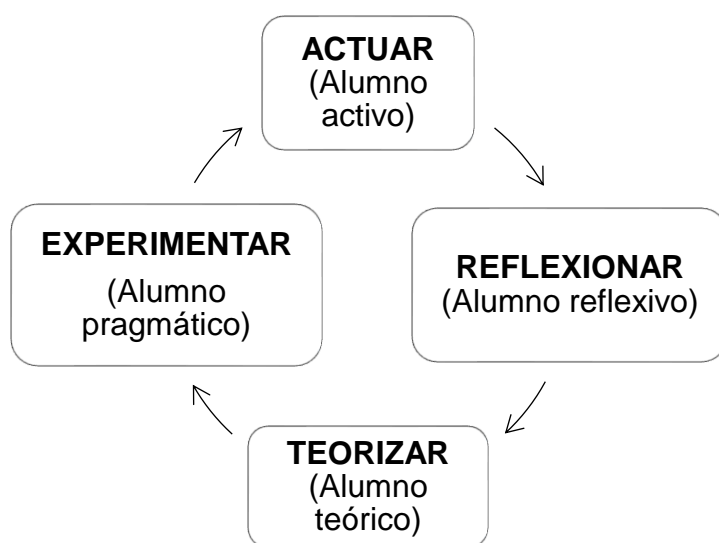 ACTUAR
(Alumno
activo)
EXPERIMENTAR
(Alumno
pragmático)
REFLEXIONAR
(Alumno reflexivo)
TEORIZAR
(Alumno
teórico)